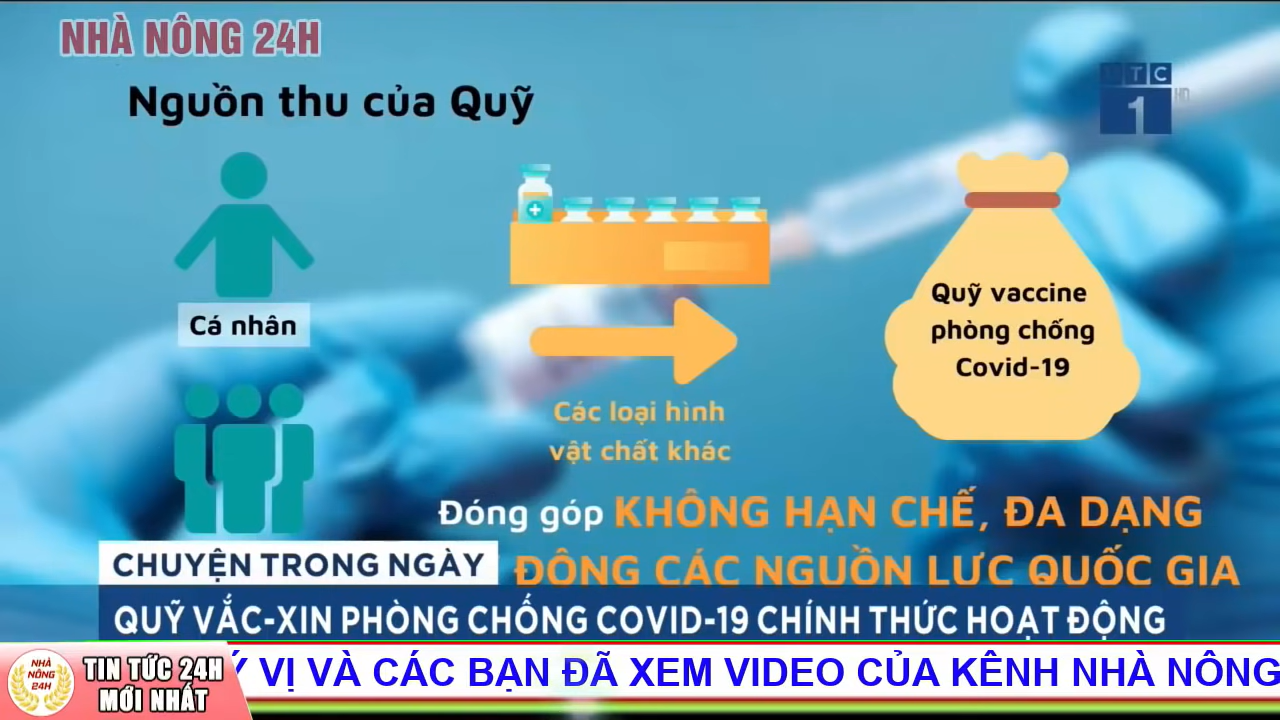 NHÀ NÔNG 24H
Nguồn thu của Quỹ
VTC
1
HD
Cá nhân
Quỹ vaccine
phòng chống
Covid-19
Các loại hình
vật chất khác
Đóng góp KHÔNG HẠN CHẾ, ĐA DẠNG
ĐỘNG CÁC NGUỒN LỰC QUỐC GIA
CHUYỆN TRONG NGÀY
QUỸ VẮC-XIN PHÒNG CHỐNG COVID-19 CHÍNH THỨC HOẠT ĐỘNG
NHÀ
NÔNG
24H
TIN TỨC 24H
MỚI NHẤT
Ý VỊ VÀ CÁC BẠN ĐÃ XEM VIDEO CỦA KÊNH NHÀ NÔNG